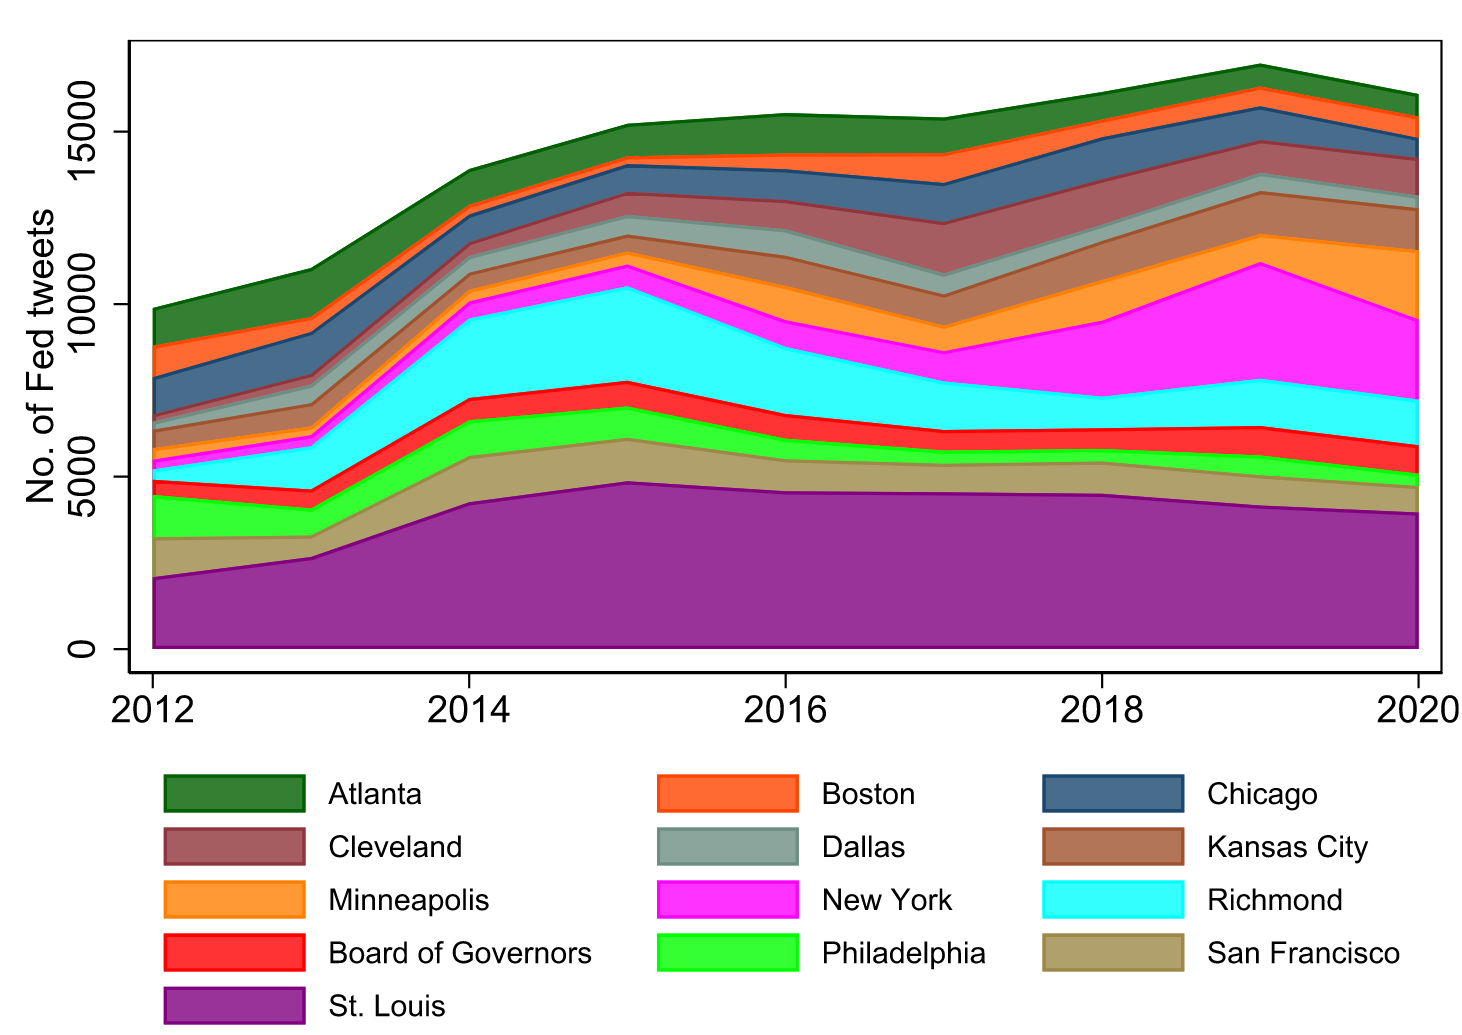 No. of Fed tweets
15000
10000
5000
0
2012 2014 2016 2018 2020
Atlanta Boston Chicago
Cleveland Dallas Kansas City
Minneapolis New York Richmond
Board of Governors Philadelphia San Francisco
St. Louis